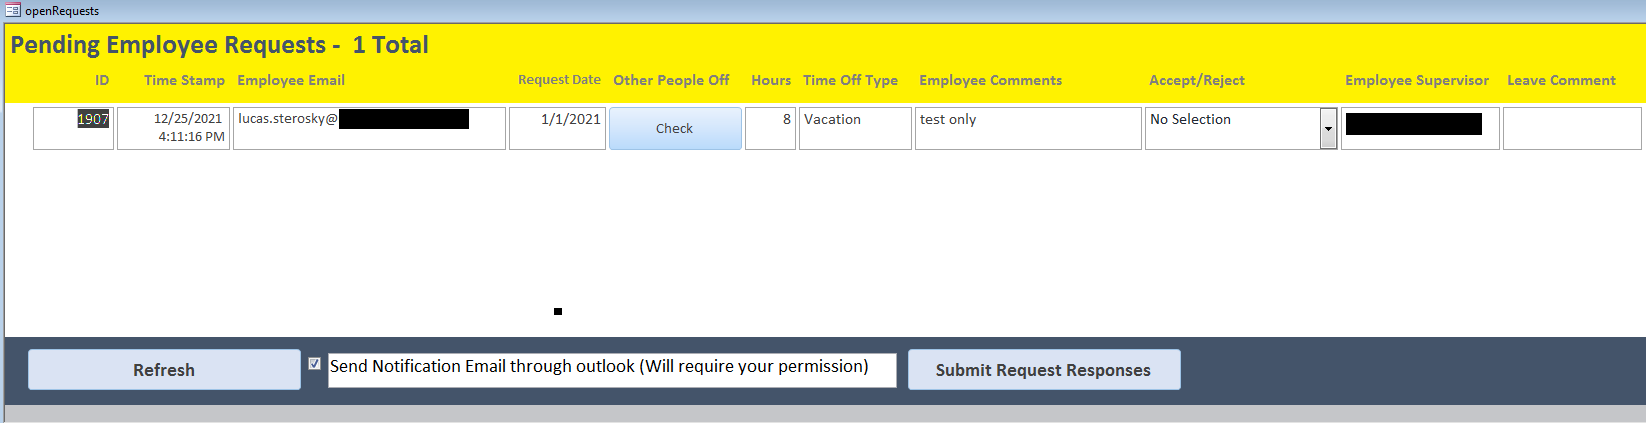 openRequests
Pending Employee Requests - 1 Total
ID Time Stamp Employee Email Request Date Other People Off Hours Time Off Type Employee Comments Accept/Reject Employee Supervisor Leave Comment
1907 12/25/2021 lucas.sterosky@ 1/1/2021 Check 8 Vacation test only No Selection
4:11:16 PM
Refresh Send Notification Email through outlook (Will require your permission) Submit Request Responses